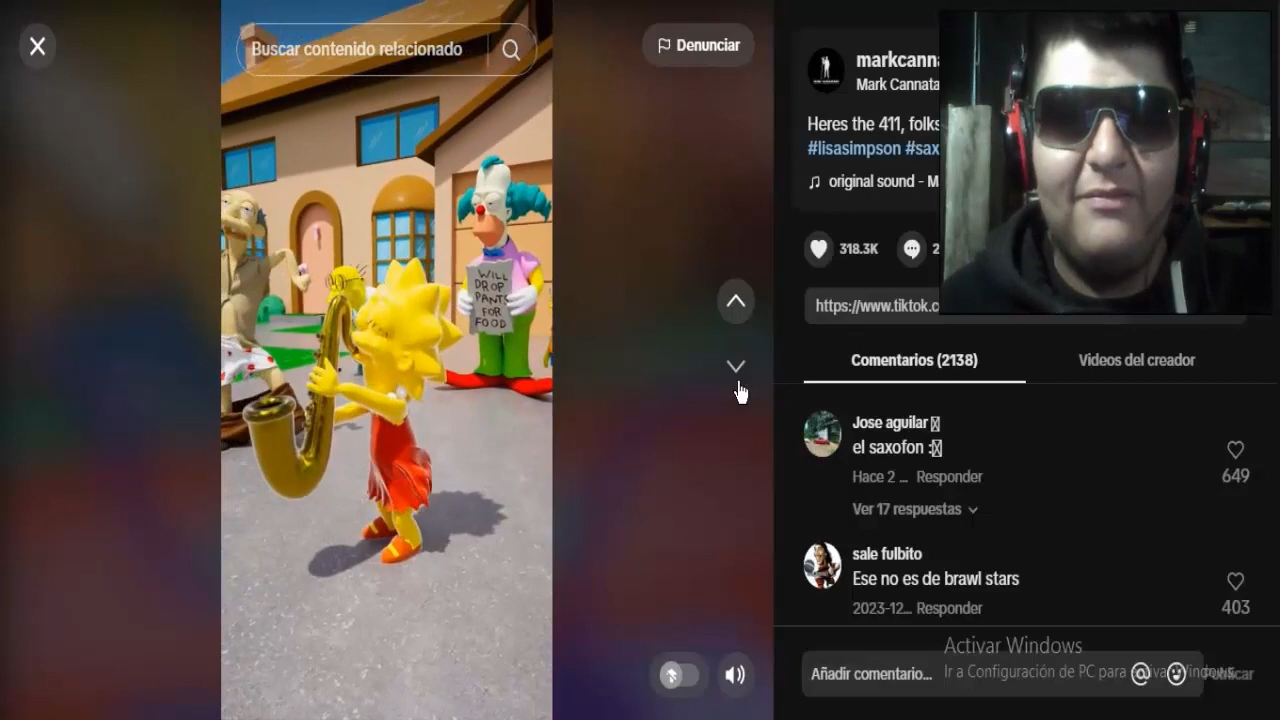 Buscar contenido relacionado
Denunciar
WILL
DROP
PANTS
FOR
FOOD
Mark Cannata
Heres the 411, folks
#lisasimpson
original sound -
318.3K
https://www.tiktok.c
Comentarios (2138)
Videos del creador
Jose aguilar
el saxofon :
649
Hace 2 ... Responder
Ver 17 respuestas
sale fulbito
Ese no es de brawl stars
403
2023-12... Responder
Activar Windows
Añadir comentario...
Ir a Configuración de PC para activar Windows.
Publicar